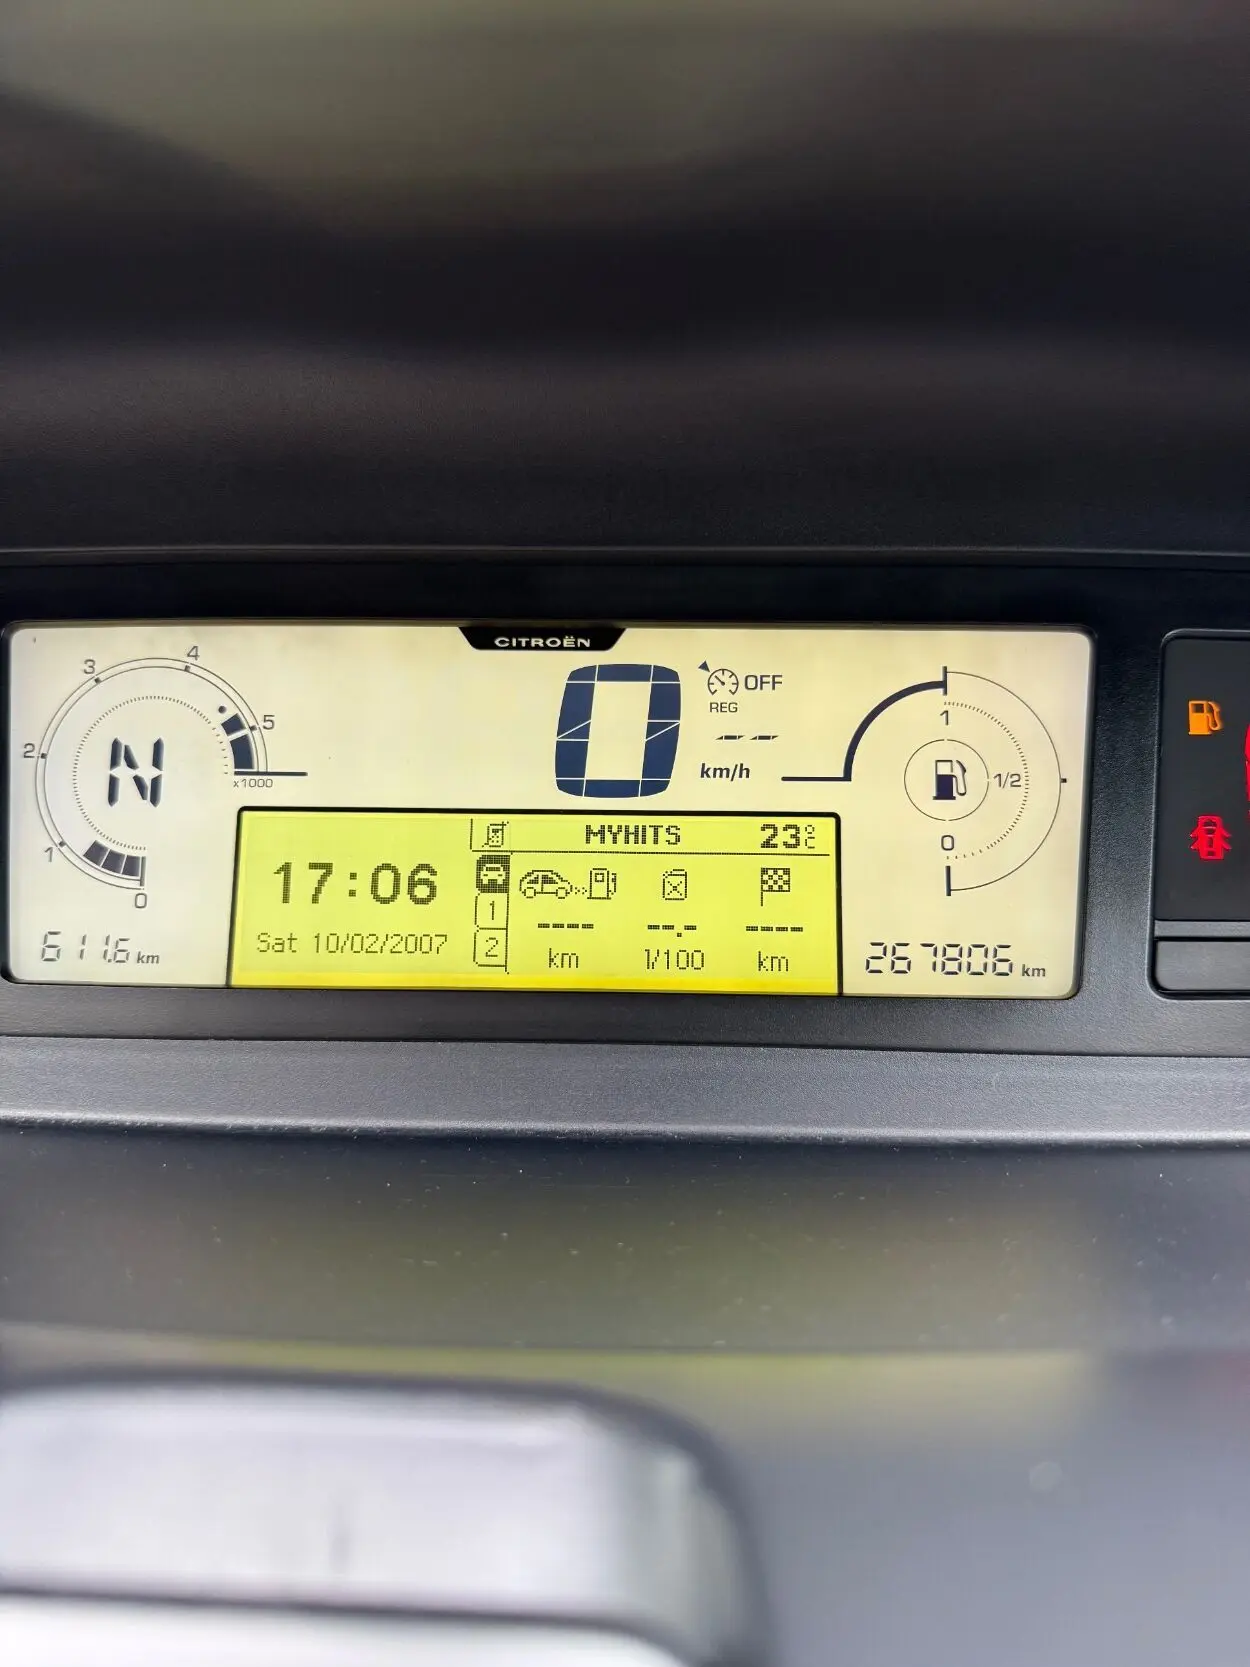 CITROËN
3
4
5
2
x1000
1
0
N
611.6 km
0
km/h
OFF
REG
-- --
1
1/2
0
MYHITS
23°C
17:06
1
Sat 10/02/2007
2
----
--.-
----
km
l/100
km
267806 km